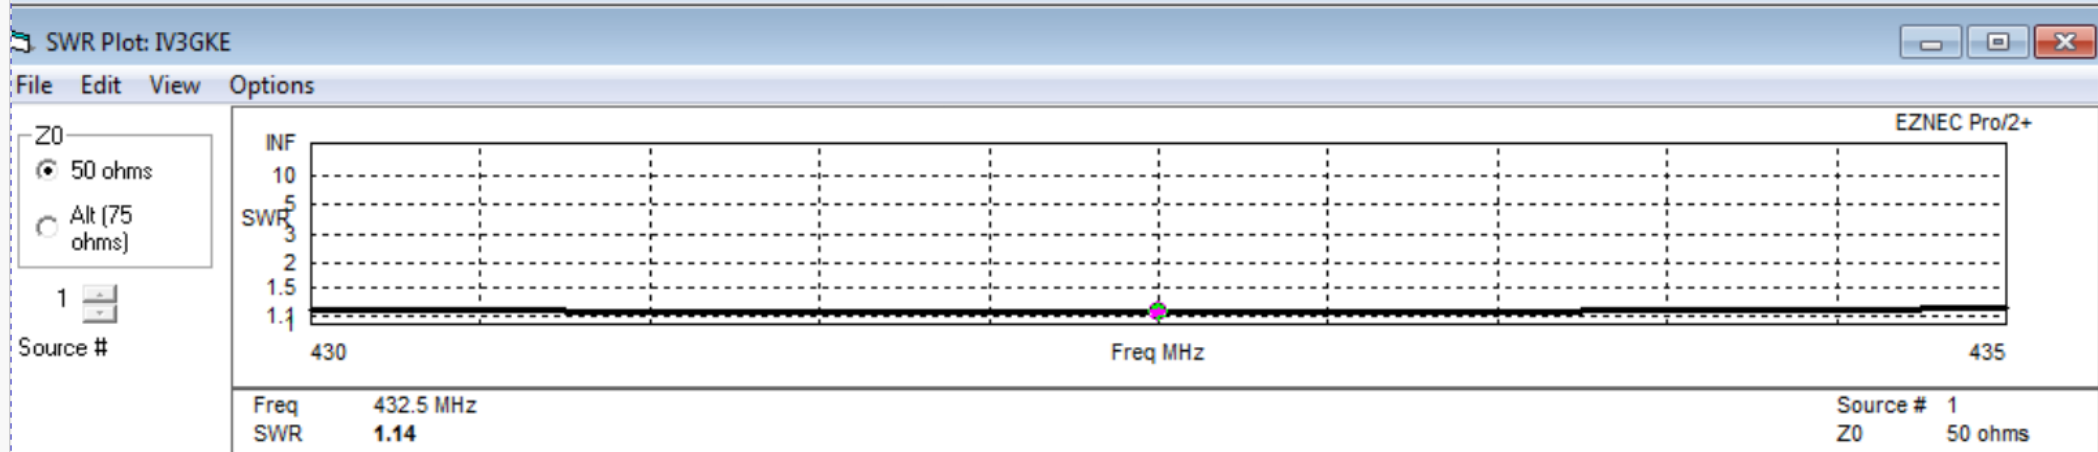 SWR Plot: IV3GKE
File Edit View Options
Z0
50 ohms
Alt (75
ohms)
1
Source #
EZNEC Pro/2+
INF
10
5
SWR
3
2
1.5
1.1
1
430 Freq MHz 435
Freq 432.5 MHz Source # 1
SWR 1.14 Z0 50 ohms